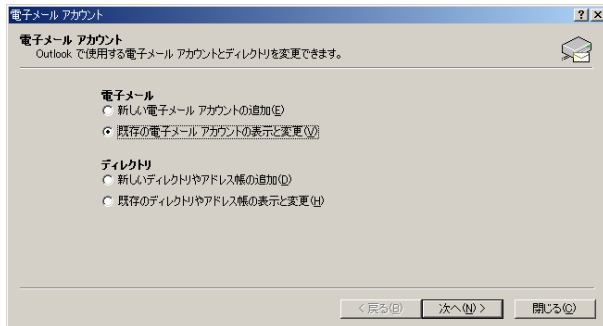 電子メール アカウント
電子メール アカウント
Outlook で使用する電子メール アカウントとディレクトリを変更できます。
電子メール
新しい電子メール アカウントの追加(E)
既存の電子メール アカウントの表示と変更(V)
ディレクトリ
新しいディレクトリやアドレス帳の追加(D)
既存のディレクトリやアドレス帳の表示と変更(H)
< 戻る(B) 次へ(N) > 閉じる(C)